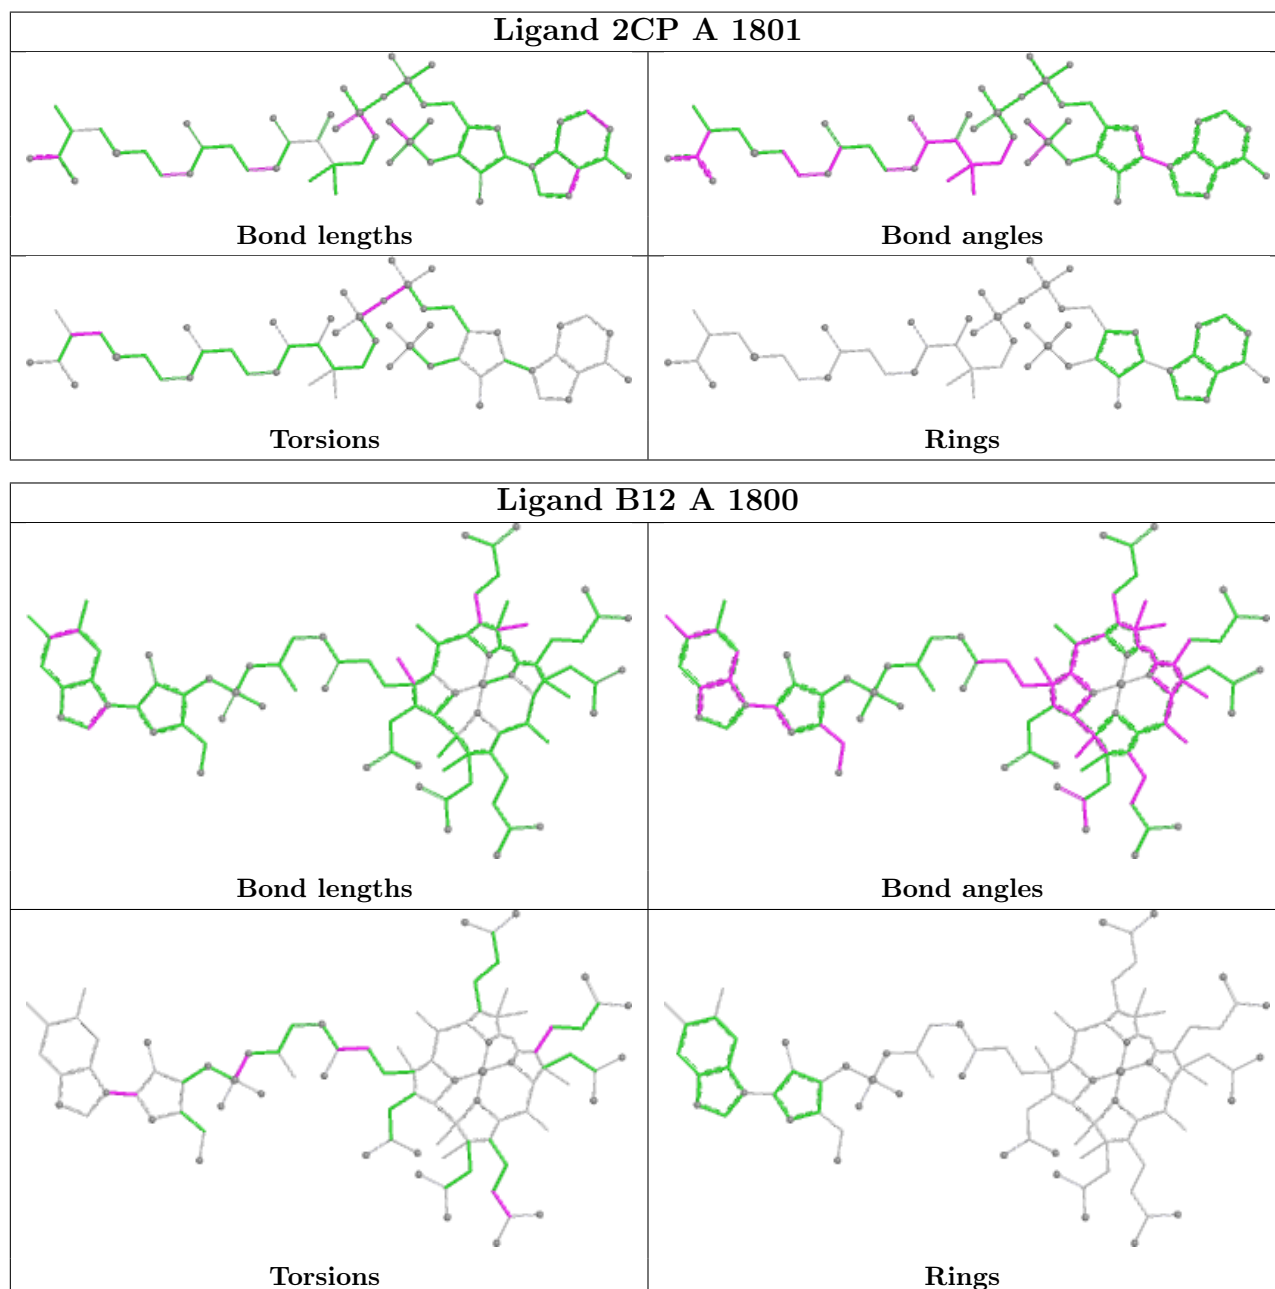 Ligand 2CP A 1801
Bond lengths
Bond angles
Torsions
Rings
Ligand B12 A 1800
Bond lengths
Bond angles
Torsions
Rings